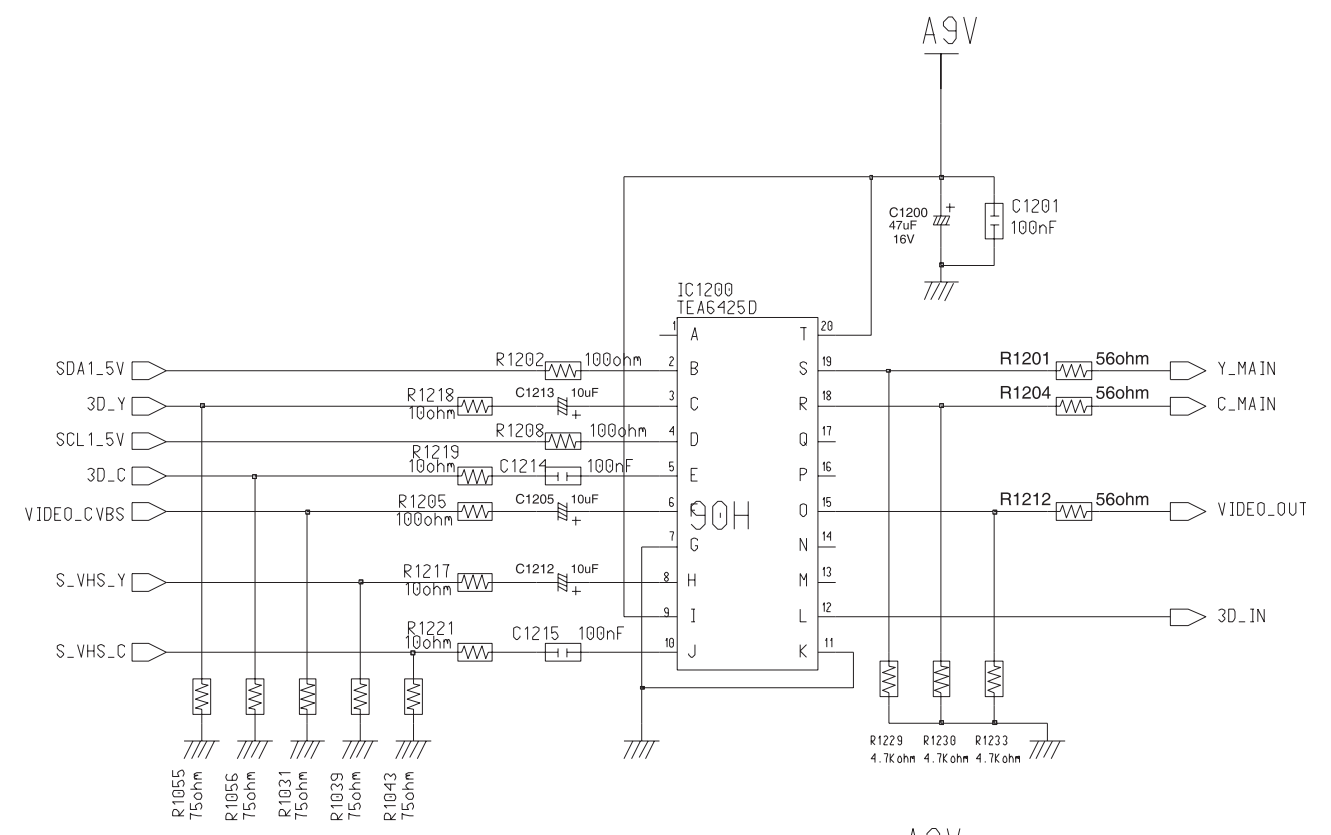 A9V
C1200
47uF
16V
+
C1201
100nF
IC1200
TEA6425D
1 A T 20
SDA1_5V R1202 100ohm 2 B S 19 R1201 56ohm Y_MAIN
3D_Y R1218 10ohm C1213 10uF + 3 C R 18 R1204 56ohm C_MAIN
SCL1_5V R1208 100ohm 4 D Q 17
3D_C R1219 10ohm C1214 100nF 5 E P 16
VIDEO_CVBS R1205 100ohm C1205 10uF + 6 F O 15 R1212 56ohm VIDEO_OUT
90H
7 G N 14
S_VHS_Y R1217 10ohm C1212 10uF + 8 H M 13
9 I L 12 3D_IN
S_VHS_C R1221 10ohm C1215 100nF 10 J K 11
R1229 R1230 R1233
4.7Kohm 4.7Kohm 4.7Kohm
R1055 75ohm
R1056 75ohm
R1031 75ohm
R1039 75ohm
R1043 75ohm
A9V